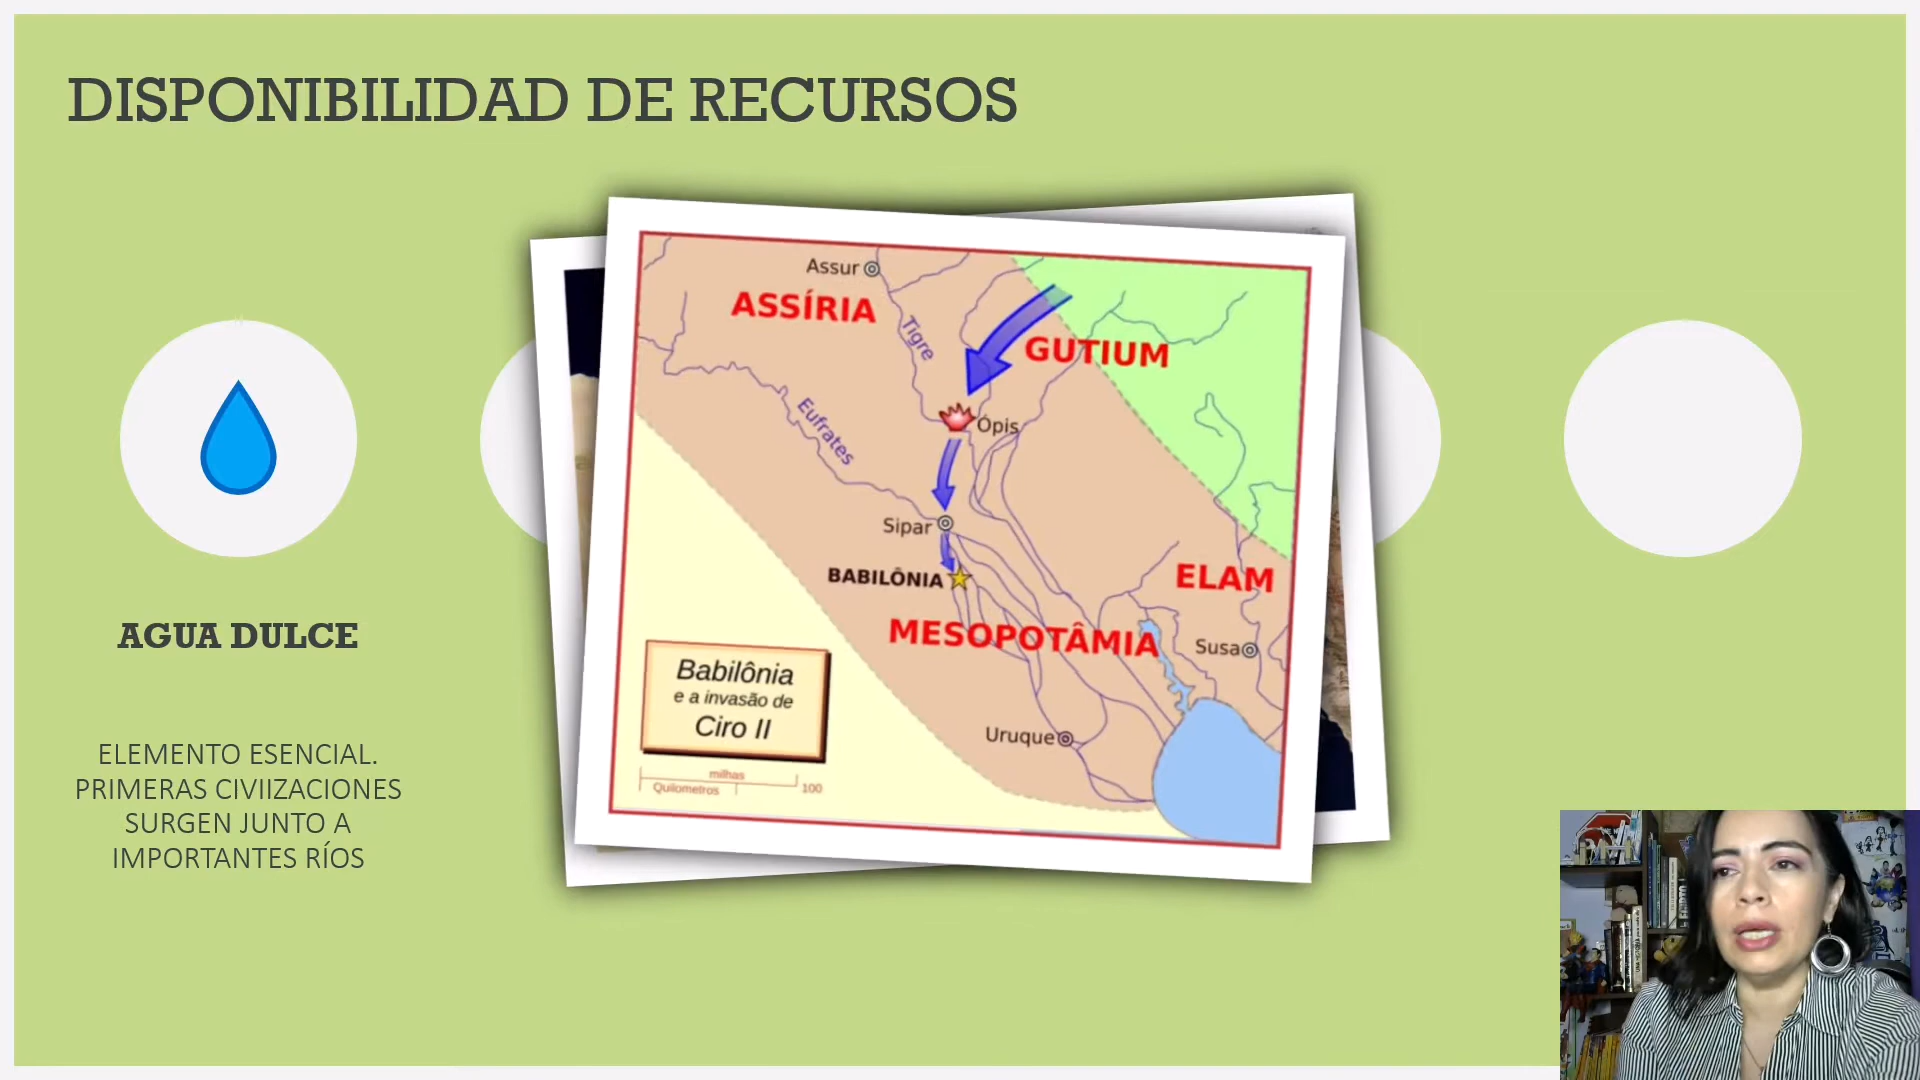 DISPONIBILIDAD DE RECURSOS
Assur
ASSÍRIA
Tigre
GUTIUM
Eufrates
Ópis
Sipar
BABILÔNIA
ELAM
MESOPOTÂMIA
Susa
Babilônia
e a invasão de
Ciro II
Uruque
milhas
Quilometros
100
AGUA DULCE
ELEMENTO ESENCIAL.
PRIMERAS CIVIIZACIONES
SURGEN JUNTO A
IMPORTANTES RÍOS